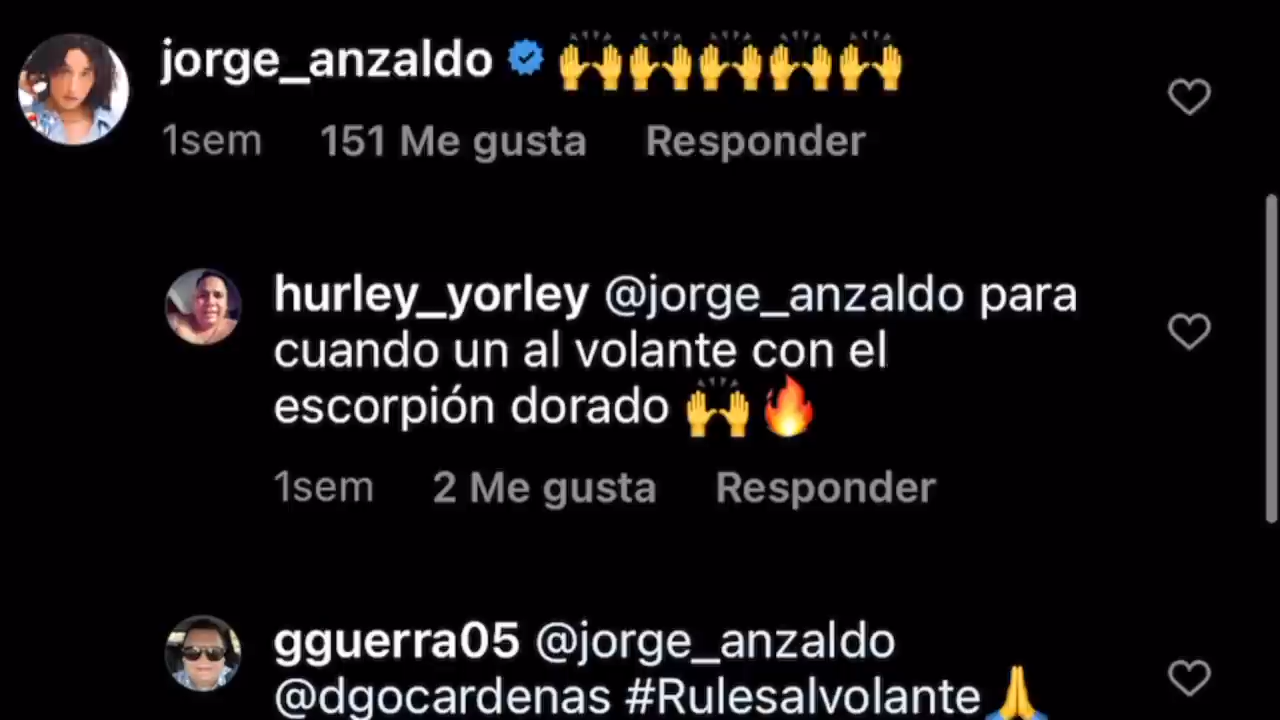 jorge_anzaldo 🙌🙌🙌🙌🙌
1sem 151 Me gusta Responder
hurley_yorley @jorge_anzaldo para
cuando un al volante con el
escorpión dorado 🙌🔥
1sem 2 Me gusta Responder
gguerra05 @jorge_anzaldo
@dgocardenas #Rulesalvolante 🙏